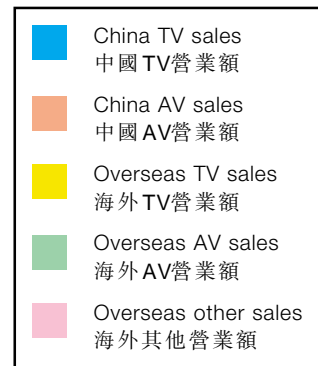 China TV sales
中國TV營業額
China AV sales
中國AV營業額
Overseas TV sales
海外TV營業額
Overseas AV sales
海外AV營業額
Overseas other sales
海外其他營業額